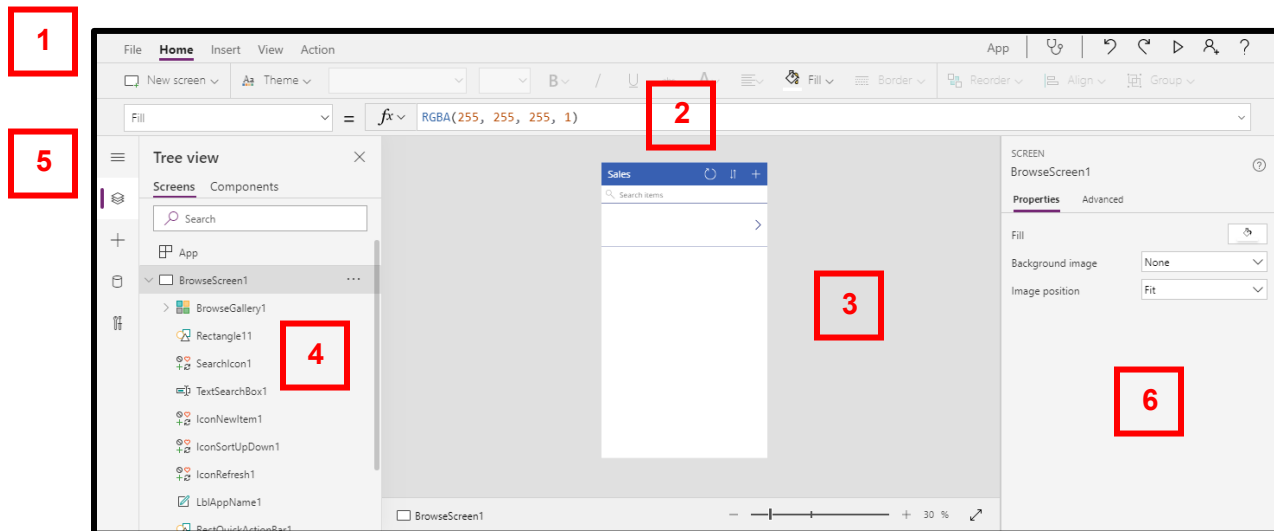 1
File Home Insert View Action App
New screen Theme B / U abc A Fill Border Reorder Align Group
Fill = fx RGBA(255, 255, 255, 1)
2
5
Tree view
Screens Components
Search
App
BrowseScreen1 ...
BrowseGallery1
Rectangle11
SearchIcon1
TextSearchBox1
IconNewItem1
IconSortUpDown1
IconRefresh1
LblAppName1
RectQuickActionBar1
4
Sales
Search items
3
BrowseScreen1 − + 30 %
SCREEN
BrowseScreen1
Properties Advanced
Fill
Background image None
Image position Fit
6